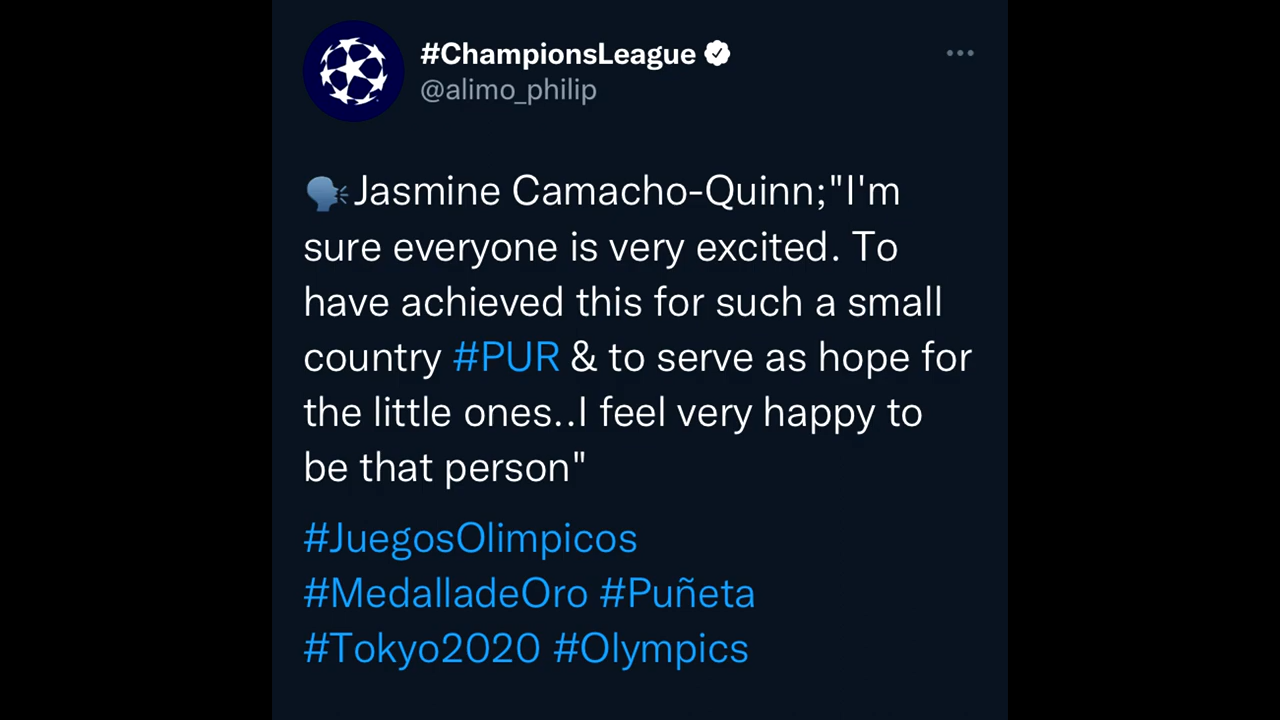 #ChampionsLeague
@alimo_philip
🗣️Jasmine Camacho-Quinn;"I'm
sure everyone is very excited. To
have achieved this for such a small
country #PUR & to serve as hope for
the little ones..I feel very happy to
be that person"
#JuegosOlimpicos
#MedalladeOro #Puñeta
#Tokyo2020 #Olympics